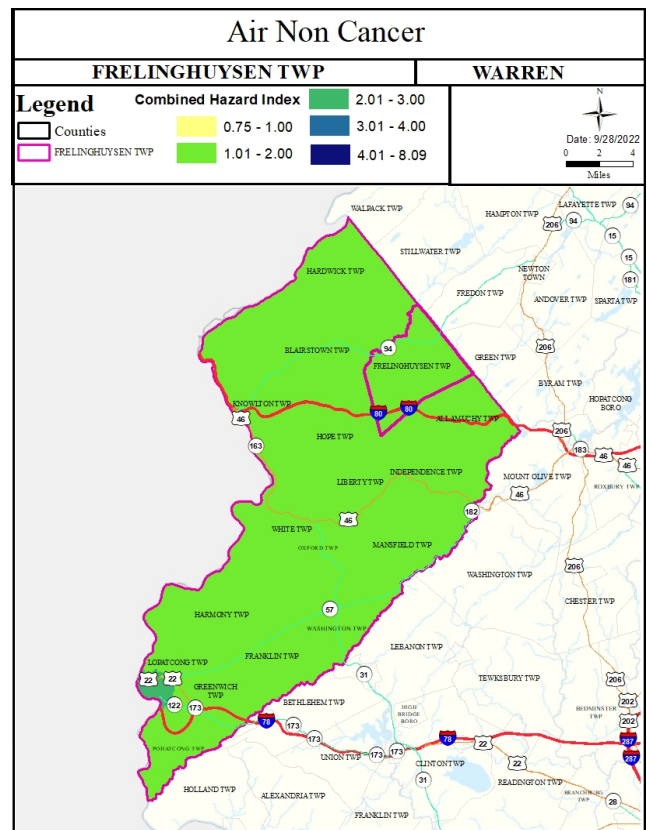 Air Non Cancer
FRELINGHUYSEN TWP
WARREN
Legend
Counties
FRELINGHUYSEN TWP
Combined Hazard Index
0.75 - 1.00
1.01 - 2.00
2.01 - 3.00
3.01 - 4.00
4.01 - 8.09
N
Date: 9/28/2022
0 2 4
Miles
WALPACK TWP
LAFAYETTE TWP
94
HAMPTON TWP
206
94
15
STILLWATER TWP
15
HARDWICK TWP
NEWTON
TOWN
181
FREDON TWP
ANDOVER TWP
SPARTA TWP
BLAIRSTOWN TWP
94
206
GREEN TWP
FRELINGHUYSEN TWP
BYRAM TWP
HOPATCONG
BORO
KNOWLTON TWP
46
80
80
ALLAMUCHY TWP
206
HOPE TWP
163
183
46
46
INDEPENDENCE TWP
LIBERTY TWP
MOUNT OLIVE TWP
46
ROXBURY TWP
182
46
WHITE TWP
OXFORD TWP
MANSFIELD TWP
206
WASHINGTON TWP
CHESTER TWP
57
HARMONY TWP
WASHINGTON TWP
LEBANON TWP
FRANKLIN TWP
LOPATCONG TWP
31
TEWKSBURY TWP
22
22
206
GREENWICH
TWP
BETHLEHEM TWP
202
HIGH
BRIDGE
BORO
BEDMINSTER
TWP
122
173
78
173
202
173
78
22
287
POHATCONG TWP
UNION TWP
173
173
287
CLINTON TWP
22
31
HOLLAND TWP
READINGTON TWP
ALEXANDRIA TWP
BRANCHBURG
TWP
28
FRANKLIN TWP